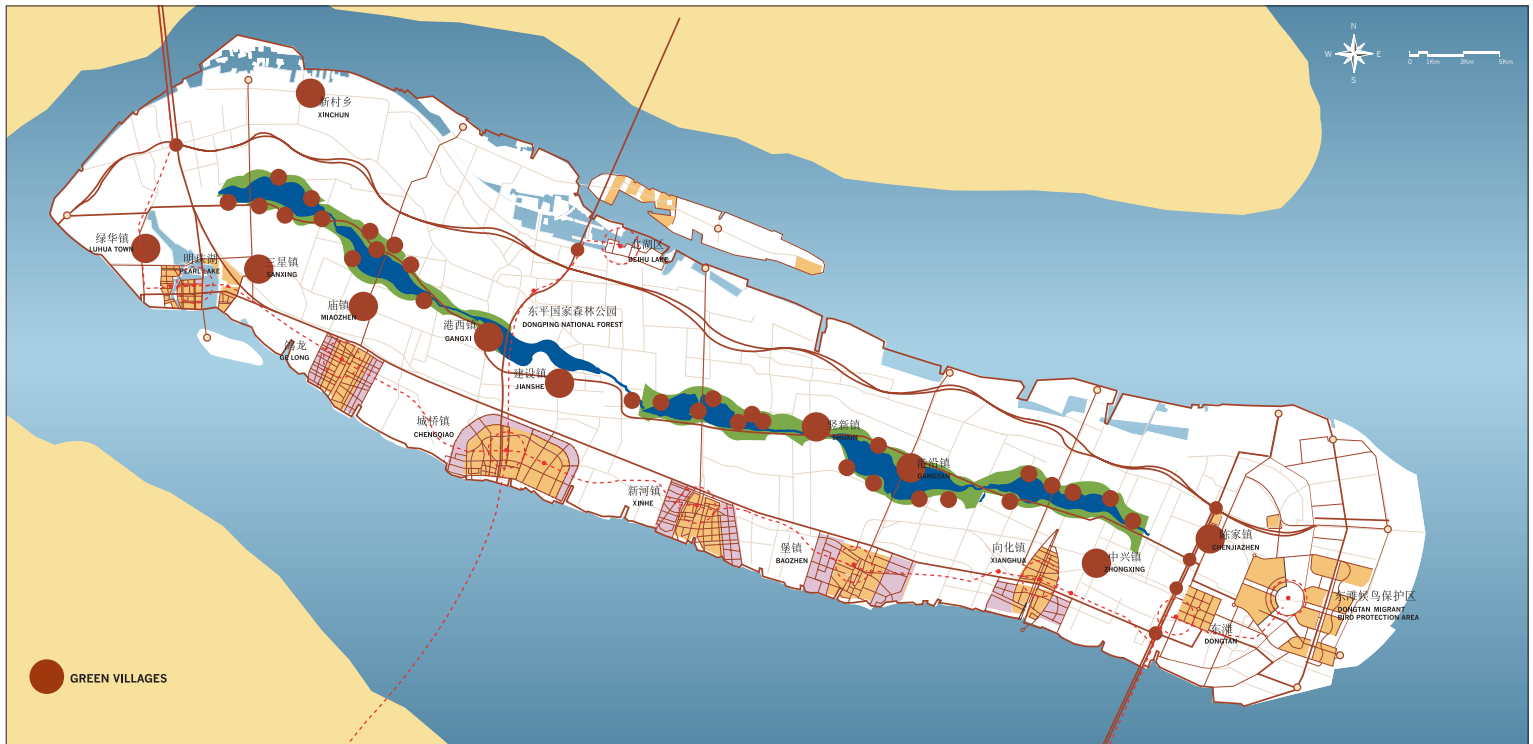 N
W
E
S
0
1Km
3Km
5Km
新村乡
XINCHUN
绿华镇
LUHUA TOWN
明珠湖
PEARL LAKE
三星镇
SANXING
北湖区
BEIHU LAKE
庙镇
MIAOZHEN
东平国家森林公园
DONGPING NATIONAL FOREST
港西镇
GANGXI
GE LONG
建设镇
JIANSHE
城桥镇
CHENGQIAO
竖新镇
SHUXIN
港沿镇
GANGYAN
新河镇
XINHE
堡镇
BAOZHEN
向化镇
XIANGHUA
中兴镇
ZHONGXING
陈家镇
CHENJIAZHEN
东滩候鸟保护区
DONGTAN MIGRANT
BIRD PROTECTION AREA
东滩
DONGTAN
GREEN VILLAGES